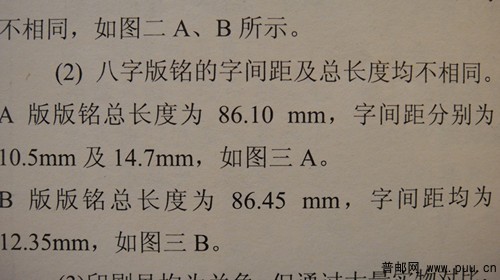 不相同，如图二 A、B 所示。
(2) 八字版铭的字间距及总长度均不相同。
A 版版铭总长度为 86.10 mm，字间距分别为
10.5mm 及 14.7mm，如图三 A。
B 版版铭总长度为 86.45 mm，字间距均为
12.35mm，如图三 B。
普邮网 www.puu.cn